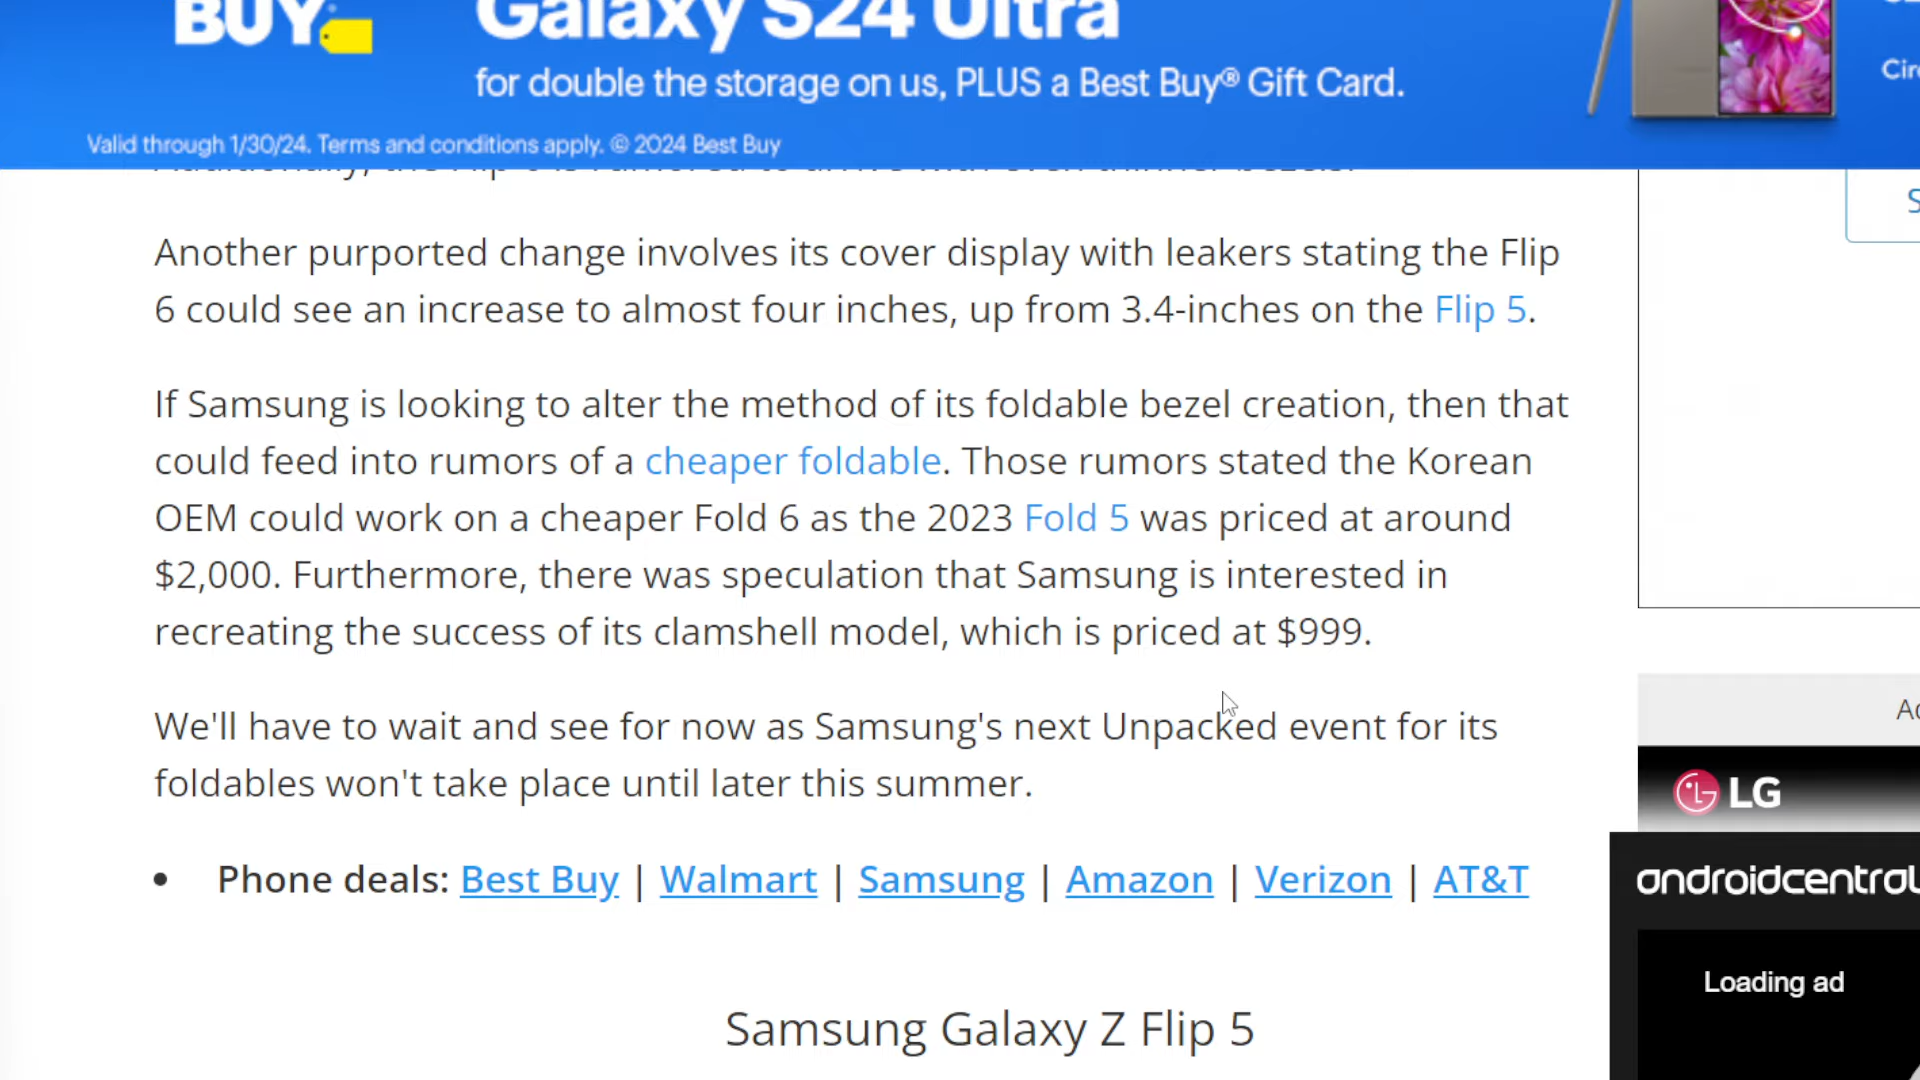 BUY
Galaxy S24 Ultra
for double the storage on us, PLUS a Best Buy® Gift Card.
Valid through 1/30/24. Terms and conditions apply. © 2024 Best Buy
Another purported change involves its cover display with leakers stating the Flip
6 could see an increase to almost four inches, up from 3.4-inches on the Flip 5.
If Samsung is looking to alter the method of its foldable bezel creation, then that
could feed into rumors of a cheaper foldable. Those rumors stated the Korean
OEM could work on a cheaper Fold 6 as the 2023 Fold 5 was priced at around
$2,000. Furthermore, there was speculation that Samsung is interested in
recreating the success of its clamshell model, which is priced at $999.
We'll have to wait and see for now as Samsung's next Unpacked event for its
foldables won't take place until later this summer.
• Phone deals: Best Buy | Walmart | Samsung | Amazon | Verizon | AT&T
Samsung Galaxy Z Flip 5
LG
androidcentral
Loading ad